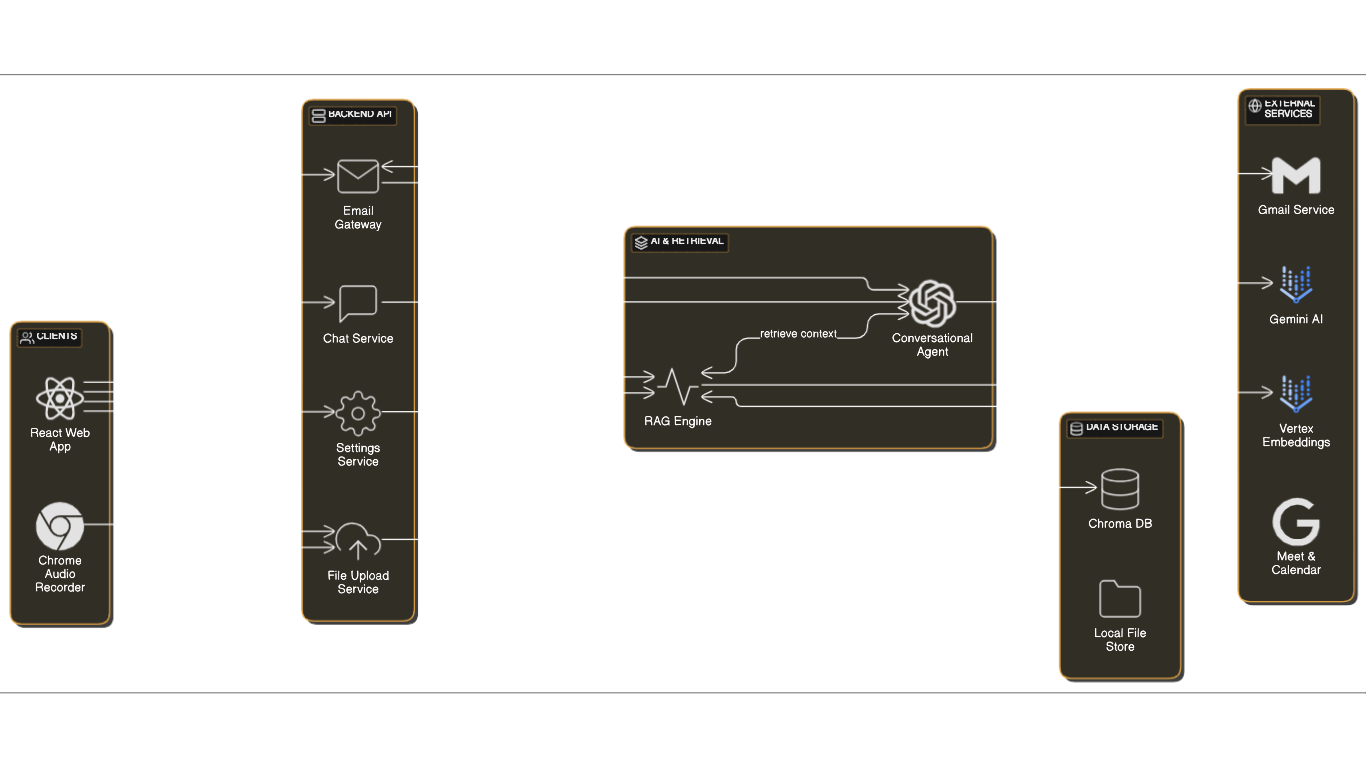 CLIENTS
React Web
App
Chrome
Audio
Recorder
BACKEND API
Email
Gateway
Chat Service
Settings
Service
File Upload
Service
AI & RETRIEVAL
retrieve context
Conversational
Agent
RAG Engine
DATA STORAGE
Chroma DB
Local File
Store
EXTERNAL
SERVICES
Gmail Service
Gemini AI
Vertex
Embeddings
Meet &
Calendar